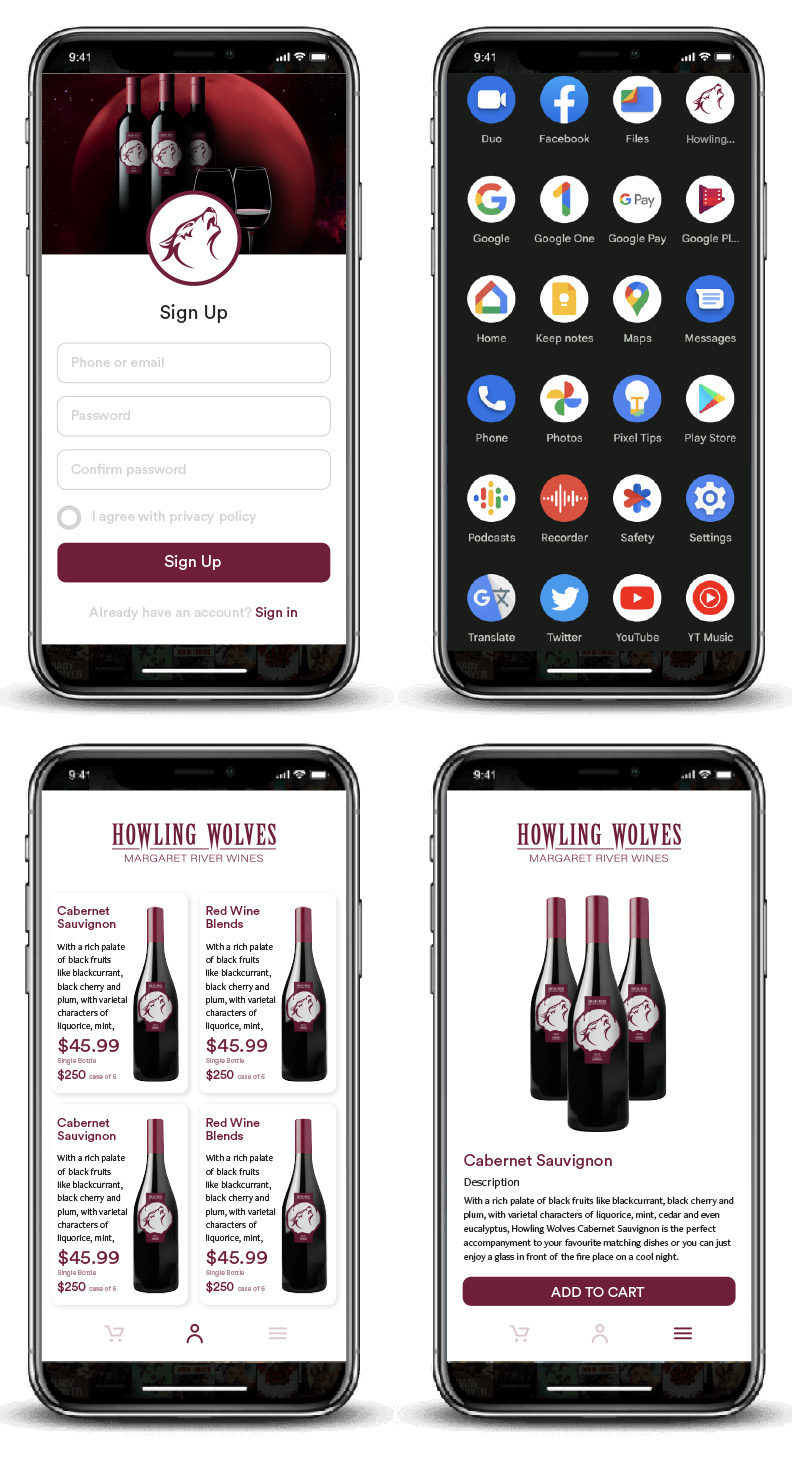 9:41
Sign Up
Phone or email
Password
Confirm password
I agree with privacy policy
Sign Up
Already have an account? Sign in
9:41
Duo Facebook Files Howling...
Google Google One G Pay Google Pay Google Pl...
Home Keep notes Maps Messages
Phone Photos Pixel Tips Play Store
Podcasts Recorder Safety Settings
Translate Twitter YouTube YT Music
9:41
HOWLING WOLVES
MARGARET RIVER WINES
Cabernet
Sauvignon
With a rich palate
of black fruits
like blackcurrant,
black cherry and
plum, with varietal
characters of
liquorice, mint,
$45.99
Single Bottle
$250 case of 6
Red Wine
Blends
With a rich palate
of black fruits
like blackcurrant,
black cherry and
plum, with varietal
characters of
liquorice, mint,
$45.99
Single Bottle
$250 case of 6
Cabernet
Sauvignon
With a rich palate
of black fruits
like blackcurrant,
black cherry and
plum, with varietal
characters of
liquorice, mint,
$45.99
Single Bottle
$250 case of 6
Red Wine
Blends
With a rich palate
of black fruits
like blackcurrant,
black cherry and
plum, with varietal
characters of
liquorice, mint,
$45.99
Single Bottle
$250 case of 6
9:41
HOWLING WOLVES
MARGARET RIVER WINES
Cabernet Sauvignon
Description
With a rich palate of black fruits like blackcurrant, black cherry and
plum, with varietal characters of liquorice, mint, cedar and even
eucalyptus, Howling Wolves Cabernet Sauvignon is the perfect
accompanyment to your favourite matching dishes or you can just
enjoy a glass in front of the fire place on a cool night.
ADD TO CART